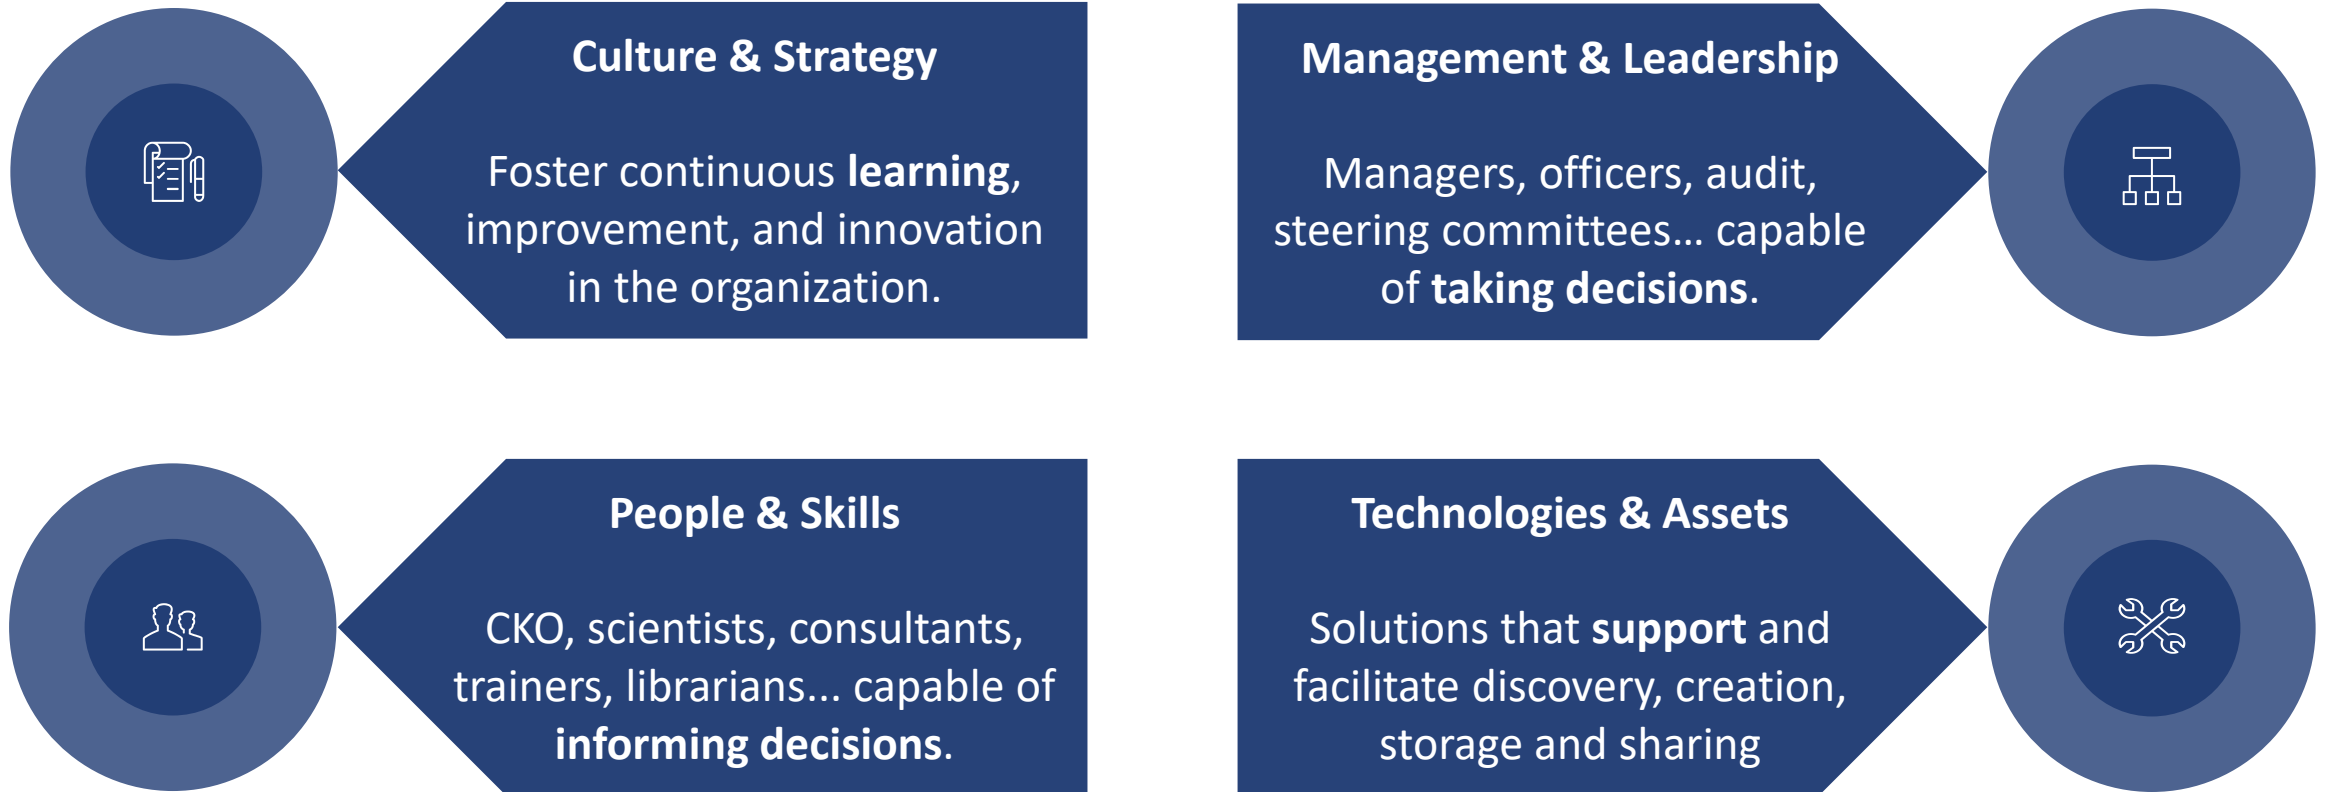 Culture & Strategy
Foster continuous learning,
improvement, and innovation
in the organization.
Management & Leadership
Managers, officers, audit,
steering committees... capable
of taking decisions.
People & Skills
CKO, scientists, consultants,
trainers, librarians... capable of
informing decisions.
Technologies & Assets
Solutions that support and
facilitate discovery, creation,
storage and sharing